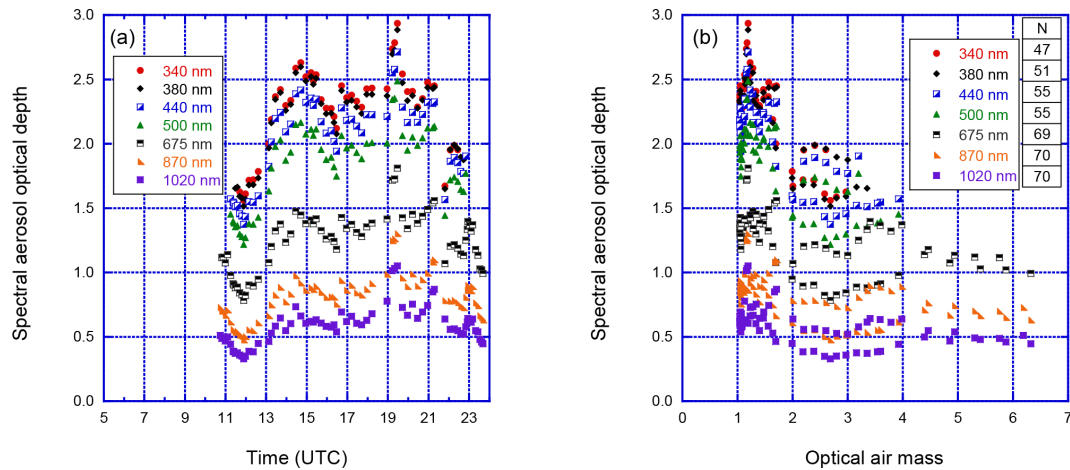 (a)
3.0
2.5
2.0
1.5
1.0
0.5
0.0
Spectral aerosol optical depth
340 nm
380 nm
440 nm
500 nm
675 nm
870 nm
1020 nm
5 7 9 11 13 15 17 19 21 23
Time (UTC)
(b)
3.0
2.5
2.0
1.5
1.0
0.5
0.0
Spectral aerosol optical depth
N
340 nm 47
380 nm 51
440 nm 55
500 nm 55
675 nm 69
870 nm 70
1020 nm 70
0 1 2 3 4 5 6 7
Optical air mass